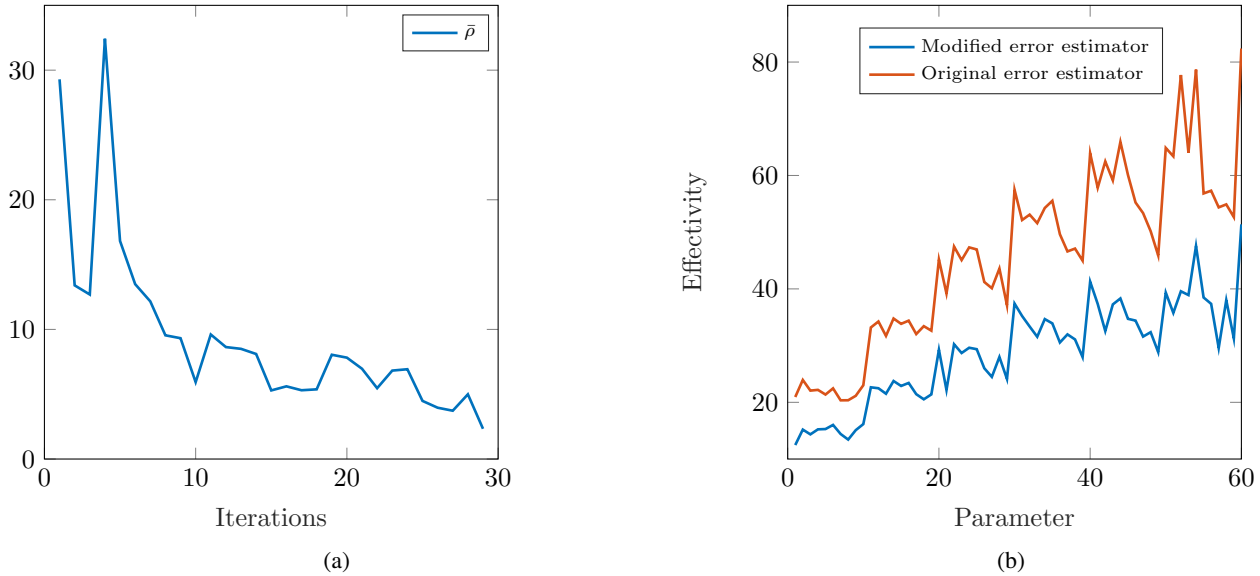 30
20
10
0
0
10
20
30
ρ̄
Iterations
(a)
80
60
40
20
0
20
40
60
Effectivity
Modified error estimator
Original error estimator
Parameter
(b)